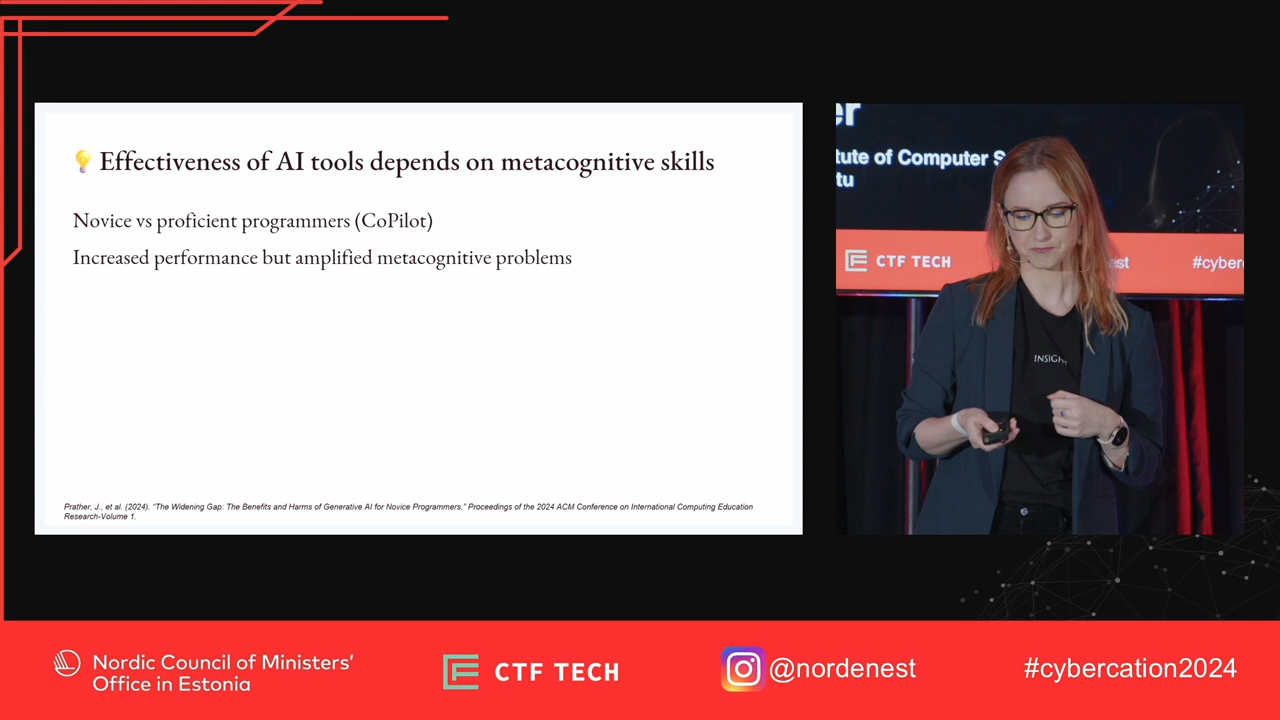 💡 Effectiveness of AI tools depends on metacognitive skills
Novice vs proficient programmers (CoPilot)
Increased performance but amplified metacognitive problems
Prather, J., et al. (2024). "The Widening Gap: The Benefits and Harms of Generative AI for Novice Programmers." Proceedings of the 2024 ACM Conference on International Computing Education
Research-Volume 1.
er
tute of Computer S
tu
CTF TECH
est
#cyber
INSIGH
Nordic Council of Ministers'
Office in Estonia
CTF TECH
@nordenest
#cybercation2024